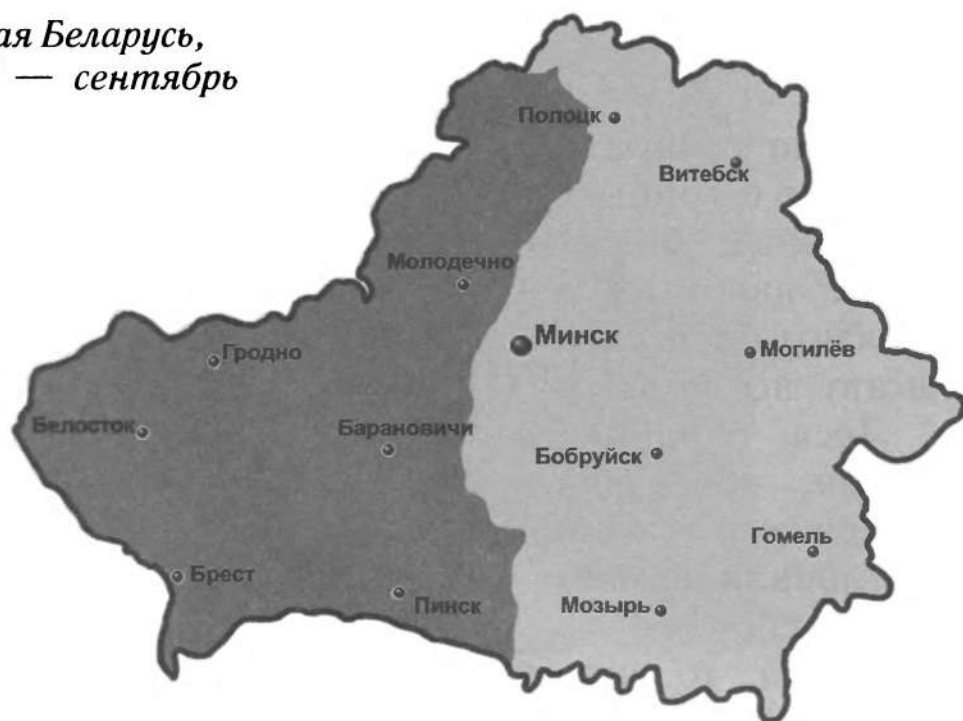 ая Беларусь,
— сентябрь
Полоцк
Витебск
Молодечно
Минск
Гродно
Могилёв
Белосток
Барановичи
Бобруйск
Гомель
Брест
Пинск
Мозырь